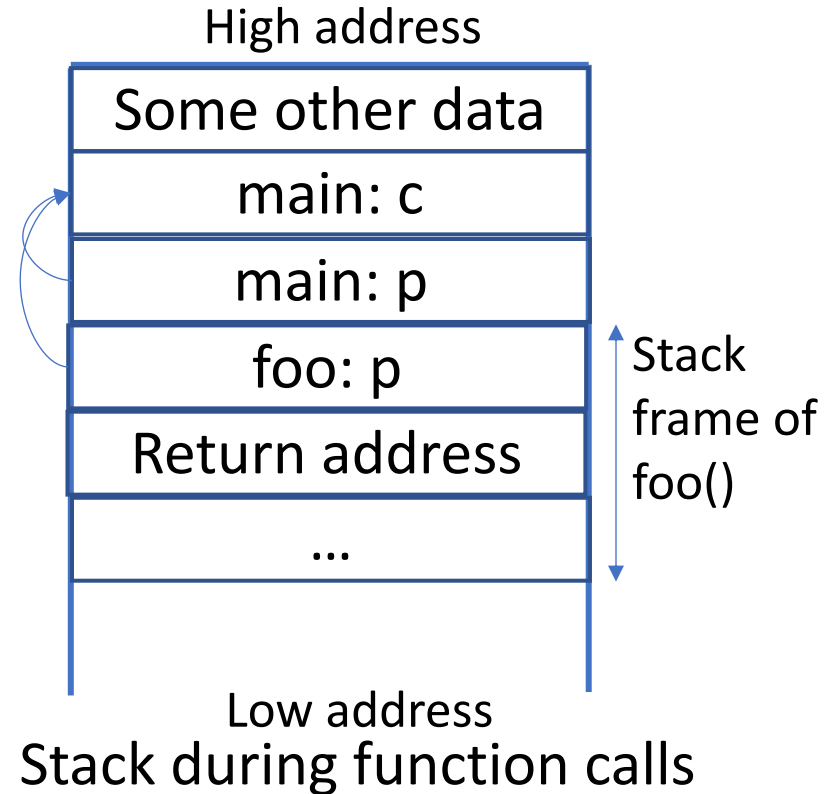 High address
Some other data
main: c
main: p
foo: p
Return address
...
Stack
frame of
foo()
Low address
Stack during function calls